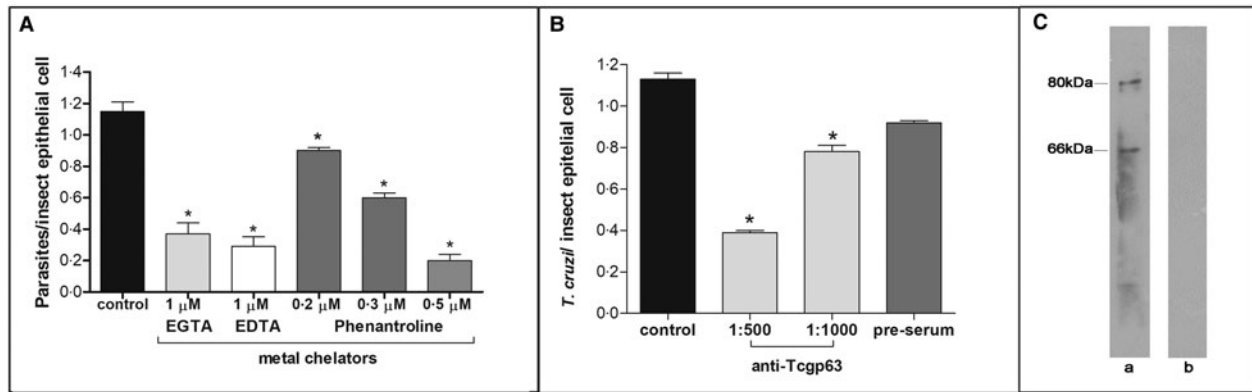 A
Parasites/insect epithelial cell
1·4
1·2
1·0
0·8
0·6
0·4
0·2
0·0
*
*
*
*
*
control
1 µM
1 µM
0·2 µM
0·3 µM
0·5 µM
EGTA
EDTA
Phenantroline
metal chelators
B
T. cruzi/ insect epitelial cell
1·2
1·0
0·8
0·6
0·4
0·2
0·0
*
*
control
1:500
1:1000
pre-serum
anti-Tcgp63
C
80kDa
66kDa
a
b